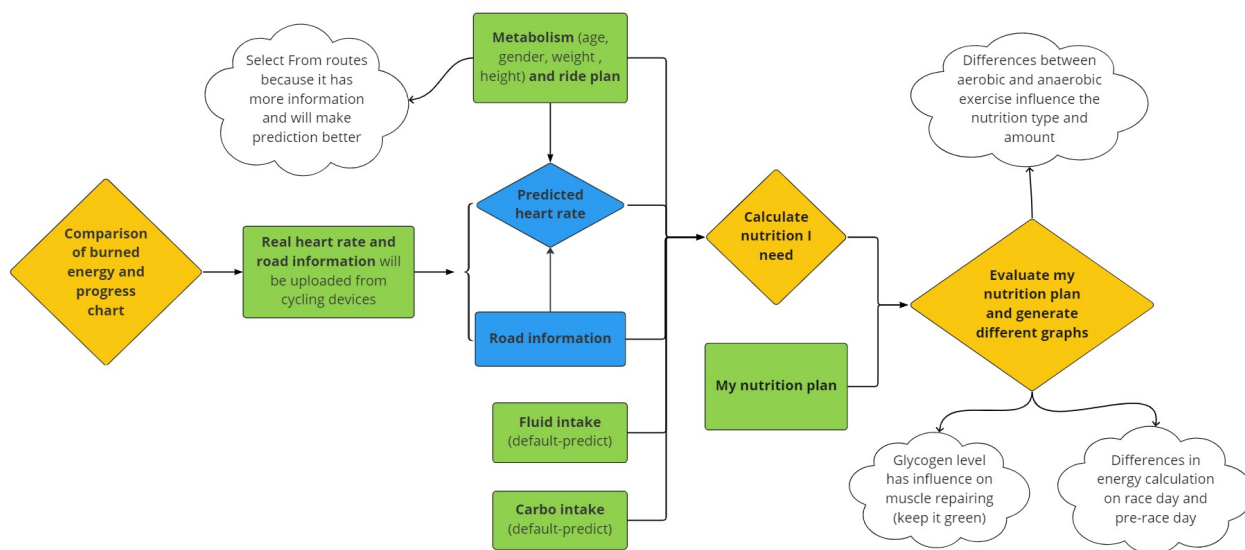 Select From routes
because it has
more information
and will make
prediction better
Metabolism (age,
gender, weight ,
height) and ride plan
Differences between
aerobic and anaerobic
exercise influence the
nutrition type and
amount
Comparison
of burned
energy and
progress
chart
Real heart rate and
road information will
be uploaded from
cycling devices
Predicted
heart rate
Road information
Fluid intake
(default-predict)
Carbo intake
(default-predict)
Calculate
nutrition I
need
My nutrition plan
Evaluate my
nutrition plan
and generate
different graphs
Glycogen level
has influence on
muscle repairing
(keep it green)
Differences in
energy calculation
on race day and
pre-race day